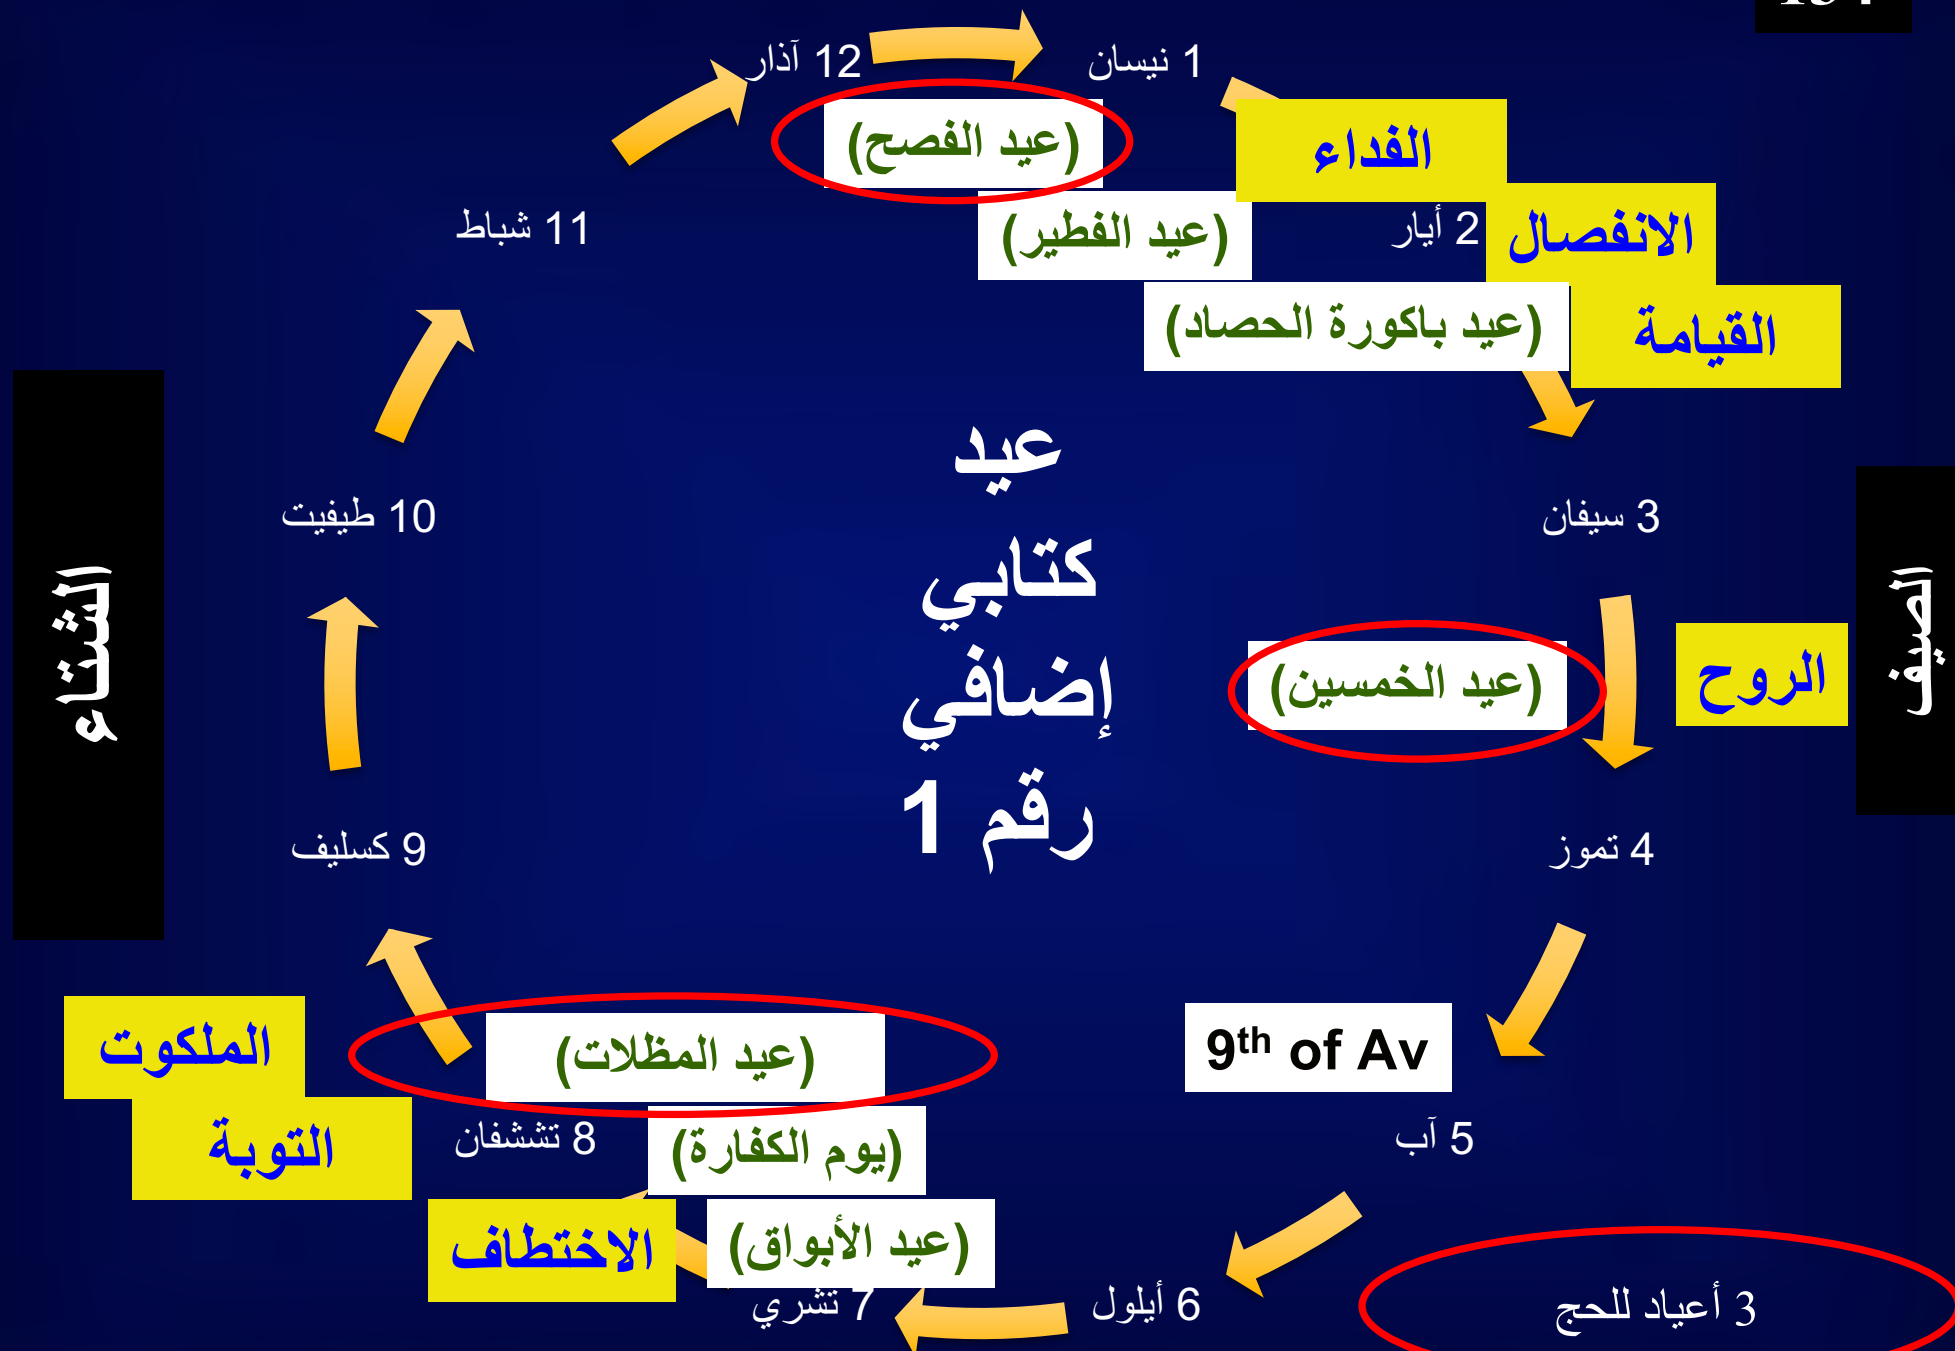 12 آذار
1 نيسان
(عيد الفصح)
الفداء
11 شباط
(عيد الفطير)
2 أيار
الانفصال
(عيد باكورة الحصاد)
القيامة
عيد
كتابي
إضافي
رقم 1
10 طيفيت
3 سيفان
الشتاء
الصيف
(عيد الخمسين)
الروح
9 كسليف
4 تموز
الملكوت
(عيد المظلات)
9th of Av
التوبة
8 تششفان
(يوم الكفارة)
5 آب
الاختطاف
(عيد الأبواق)
7 تشري
6 أيلول
3 أعياد للحج